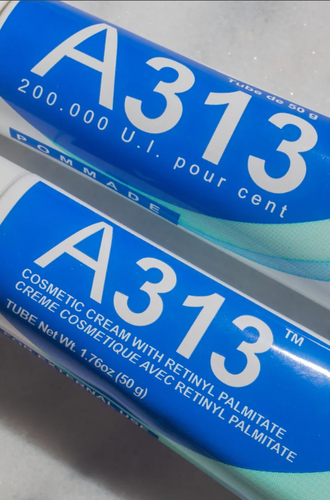 A313
Tube de 50 g
200.000 U.I. pour cent
POMMADE
A313™
COSMETIC CREAM WITH RETINYL PALMITATE
CREME COSMETIQUE AVEC RETINYL PALMITATE
TUBE Net Wt. 1.76oz (50 g)